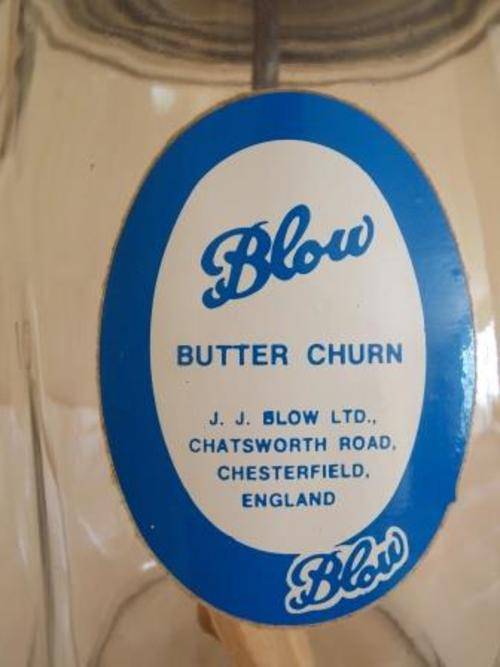 Blow
BUTTER CHURN
J. J. BLOW LTD.,
CHATSWORTH ROAD,
CHESTERFIELD,
ENGLAND
Blow